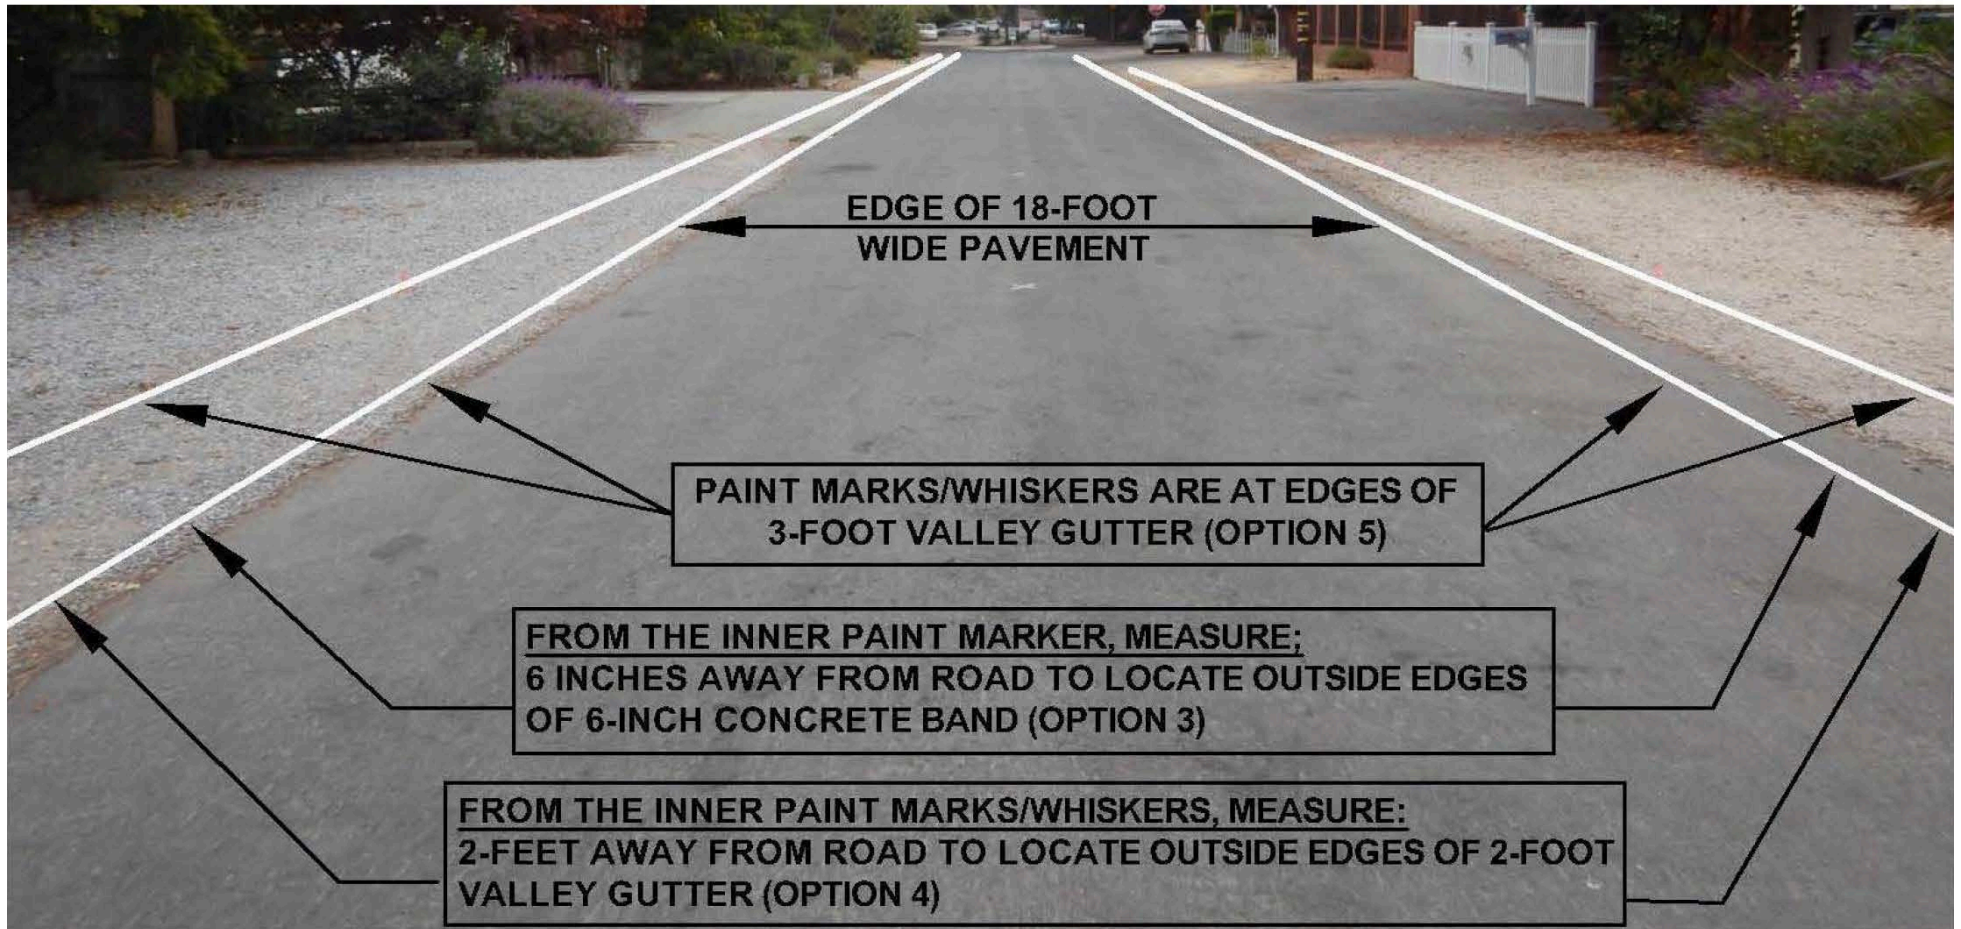 EDGE OF 18-FOOT
WIDE PAVEMENT
PAINT MARKS/WHISKERS ARE AT EDGES OF
3-FOOT VALLEY GUTTER (OPTION 5)
FROM THE INNER PAINT MARKER, MEASURE;
6 INCHES AWAY FROM ROAD TO LOCATE OUTSIDE EDGES
OF 6-INCH CONCRETE BAND (OPTION 3)
FROM THE INNER PAINT MARKS/WHISKERS, MEASURE:
2-FEET AWAY FROM ROAD TO LOCATE OUTSIDE EDGES OF 2-FOOT
VALLEY GUTTER (OPTION 4)